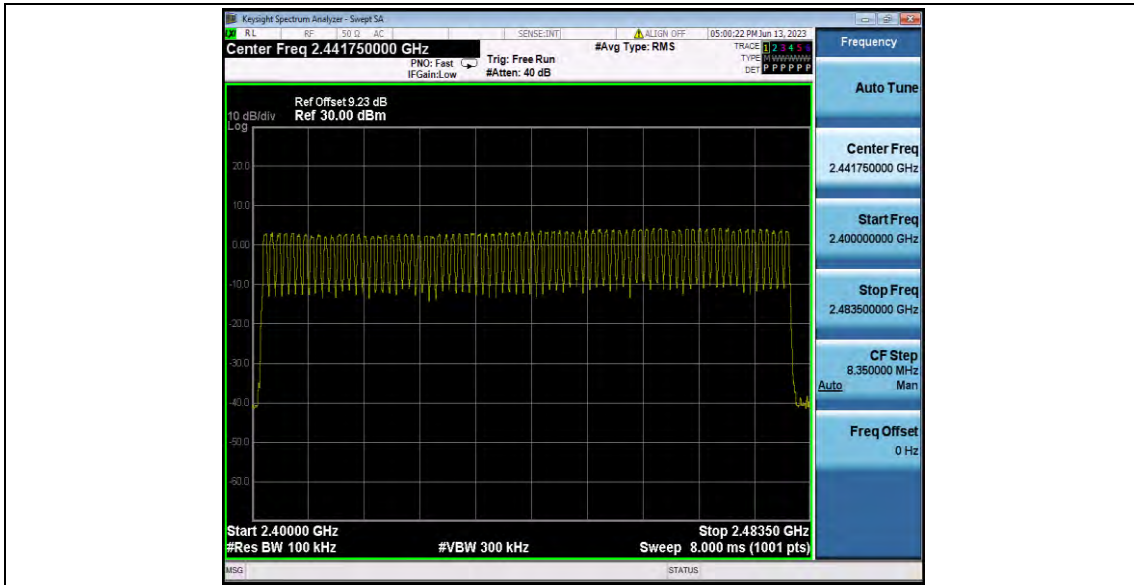 Keysight Spectrum Analyzer - Swept SA
LXI RL RF 50 Ω AC SENSE:INT ALIGN OFF 05:00:22 PM Jun 13, 2023
Center Freq 2.441750000 GHz
PNO: Fast
IFGain:Low
Trig: Free Run
#Atten: 40 dB
#Avg Type: RMS
TRACE 1 2 3 4 5 6
TYPE M WWWWW
DET P P P P P P
Ref Offset 9.23 dB
10 dB/div Ref 30.00 dBm
Log
20.0
10.0
0.00
-10.0
-20.0
-30.0
-40.0
-50.0
-60.0
Start 2.40000 GHz Stop 2.48350 GHz
#Res BW 100 kHz #VBW 300 kHz Sweep 8.000 ms (1001 pts)
MSG STATUS
Frequency
Auto Tune
Center Freq
2.441750000 GHz
Start Freq
2.400000000 GHz
Stop Freq
2.483500000 GHz
CF Step
8.350000 MHz
Auto Man
Freq Offset
0 Hz